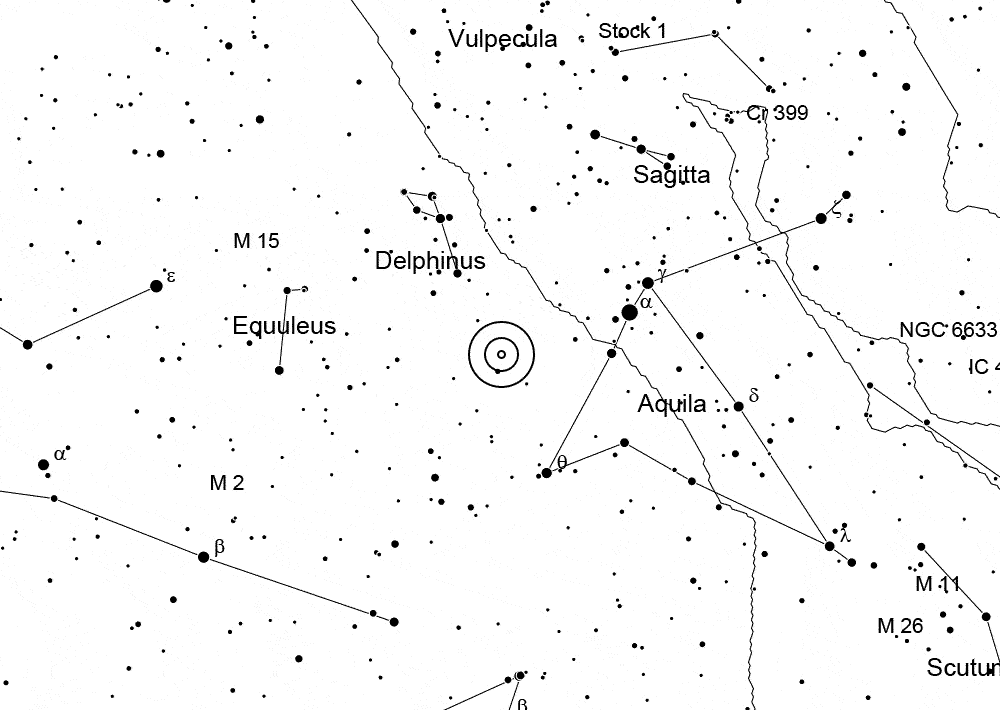 Stock 1
Vulpecula
Cr 399
Sagitta
ζ
M 15
Delphinus
γ
ε
α
Equuleus
NGC 6633
IC 4
Aquila
δ
α
θ
M 2
λ
β
M 11
M 26
Scutum
β